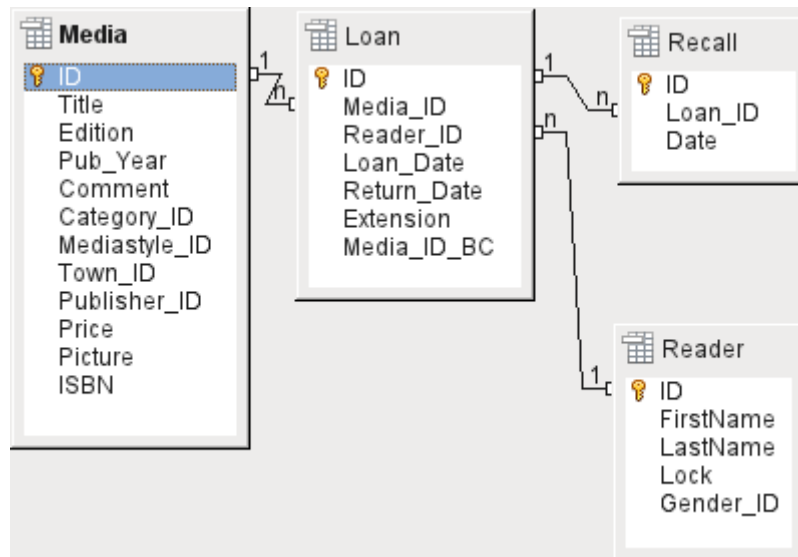 Media
ID
Title
Edition
Pub_Year
Comment
Category_ID
Mediastyle_ID
Town_ID
Publisher_ID
Price
Picture
ISBN
1
n
Loan
ID
Media_ID
Reader_ID
Loan_Date
Return_Date
Extension
Media_ID_BC
1
n
n
1
Recall
ID
Loan_ID
Date
Reader
ID
FirstName
LastName
Lock
Gender_ID